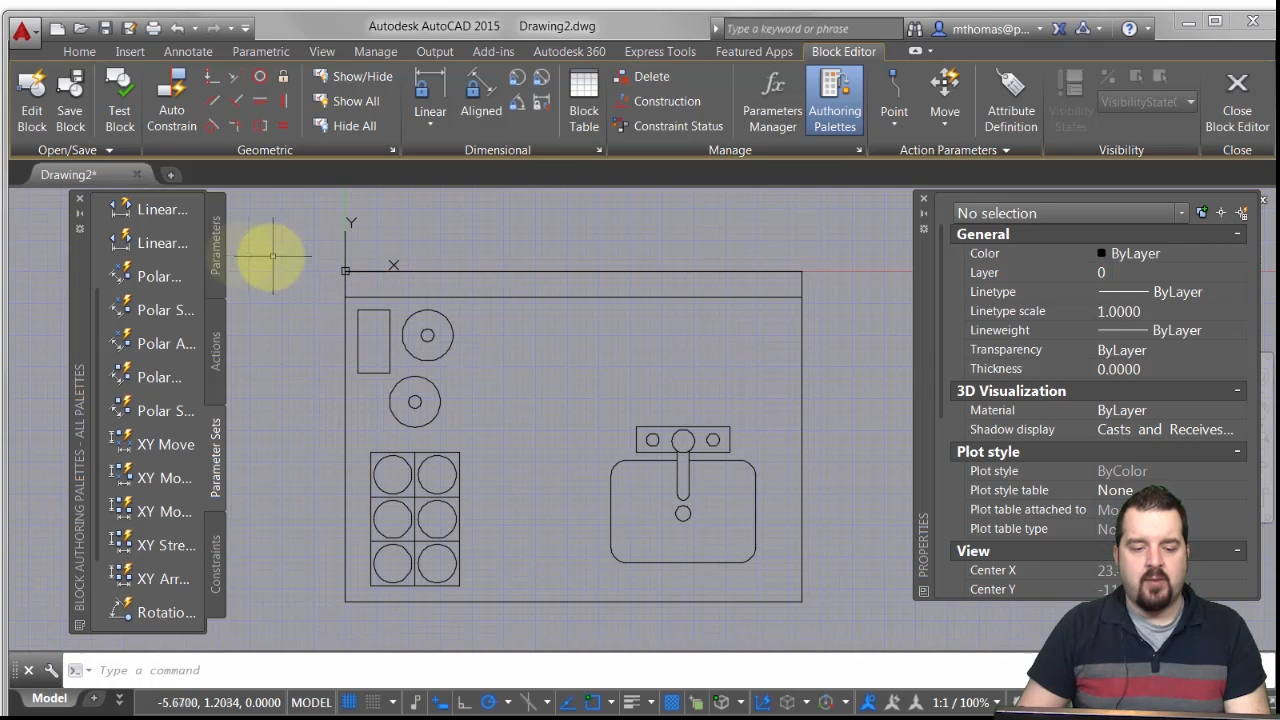 Autodesk AutoCAD 2015 Drawing2.dwg
Type a keyword or phrase
mthomas@p...
Home Insert Annotate Parametric View Manage Output Add-ins Autodesk 360 Express Tools Featured Apps Block Editor
Edit Block
Save Block
Test Block
Auto Constrain
Show/Hide
Show All
Hide All
Linear
Aligned
Block Table
Delete
Construction
Constraint Status
Parameters Manager
Authoring Palettes
Point
Move
Attribute Definition
Visibility States
VisibilityState0
Close Block Editor
Open/Save Geometric Dimensional Manage Action Parameters Visibility Close
Drawing2*
Linear...
Linear...
Polar...
Polar S...
Polar A...
Polar...
Polar S...
XY Move
XY Mo...
XY Mo...
XY Stre...
XY Arr...
Rotatio...
Parameters
Actions
Parameter Sets
Constraints
BLOCK AUTHORING PALETTES - ALL PALETTES
Y
X
No selection
General
Color ByLayer
Layer 0
Linetype ByLayer
Linetype scale 1.0000
Lineweight ByLayer
Transparency ByLayer
Thickness 0.0000
3D Visualization
Material ByLayer
Shadow display Casts and Receives...
Plot style
Plot style ByColor
Plot style table None
Plot table attached to Mo
Plot table type No
View
Center X 23.
Center Y -1
PROPERTIES
Type a command
Model
-5.6700, 1.2034, 0.0000 MODEL
1:1 / 100%